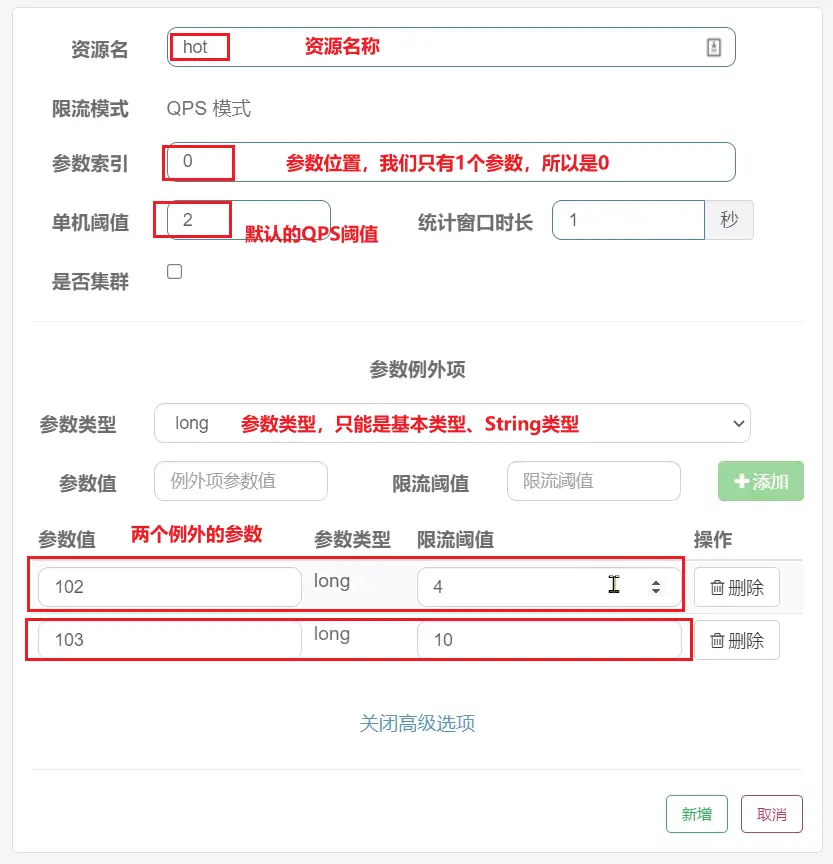 资源名 hot 资源名称
限流模式 QPS 模式
参数索引 0 参数位置，我们只有1个参数，所以是0
单机阈值 2 默认的QPS阈值 统计窗口时长 1 秒
是否集群
参数例外项
参数类型 long 参数类型，只能是基本类型、String类型
参数值 例外项参数值 限流阈值 限流阈值 +添加
参数值 两个例外的参数 参数类型 限流阈值 操作
102 long 4 删除
103 long 10 删除
关闭高级选项
新增 取消